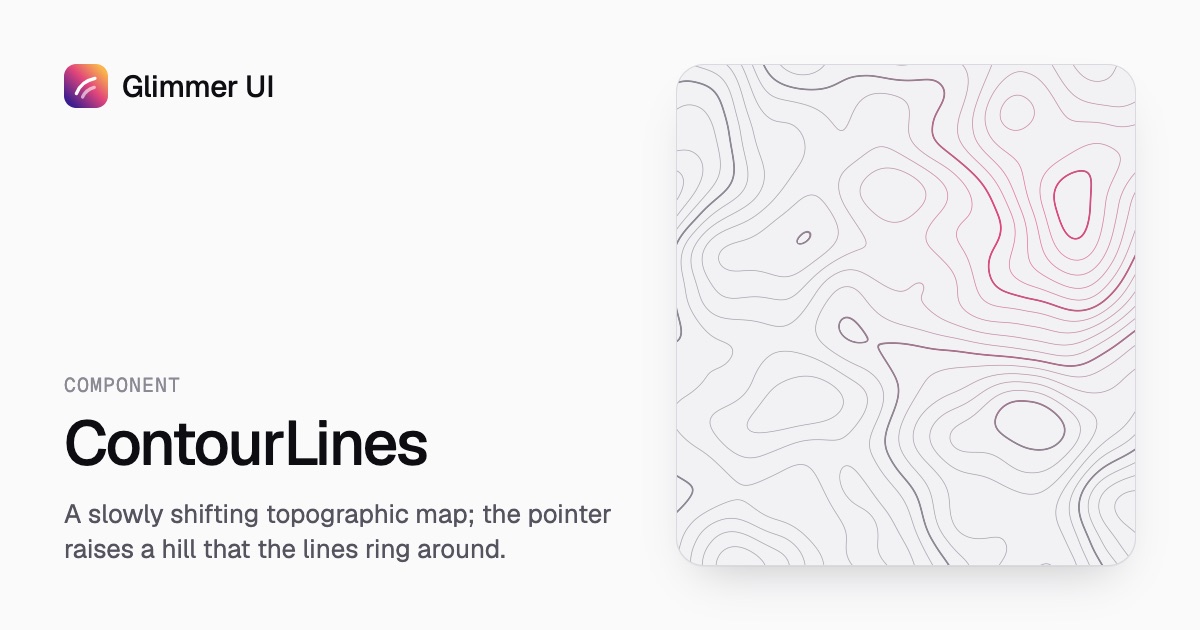 Glimmer UI
COMPONENT
ContourLines
A slowly shifting topographic map; the pointer
raises a hill that the lines ring around.